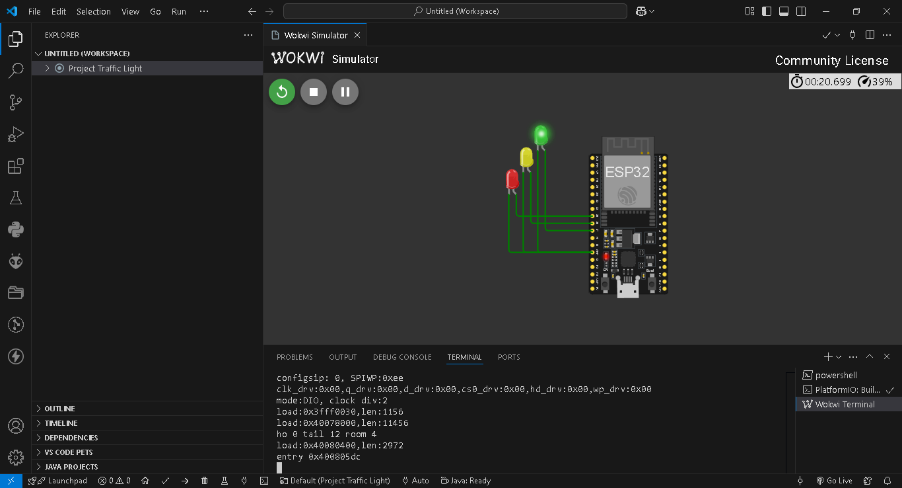 File Edit Selection View Go Run ···
Untitled (Workspace)
EXPLORER
UNTITLED (WORKSPACE)
Project Traffic Light
OUTLINE
TIMELINE
DEPENDENCIES
VS CODE PETS
JAVA PROJECTS
Wokwi Simulator
WOKWI Simulator
Community License
00:20.699 39%
ESP32
PROBLEMS OUTPUT DEBUG CONSOLE TERMINAL PORTS
configsip: 0, SPIWP:0xee
clk_drv:0x00,q_drv:0x00,d_drv:0x00,cs0_drv:0x00,hd_drv:0x00,wp_drv:0x00
mode:DIO, clock div:2
load:0x3fff0030,len:1156
load:0x40078000,len:11456
ho 0 tail 12 room 4
load:0x40080400,len:2972
entry 0x400805dc
powershell
PlatformIO: Buil...
Wokwi Terminal
Launchpad 0 0 Default (Project Traffic Light) Auto Java: Ready Go Live